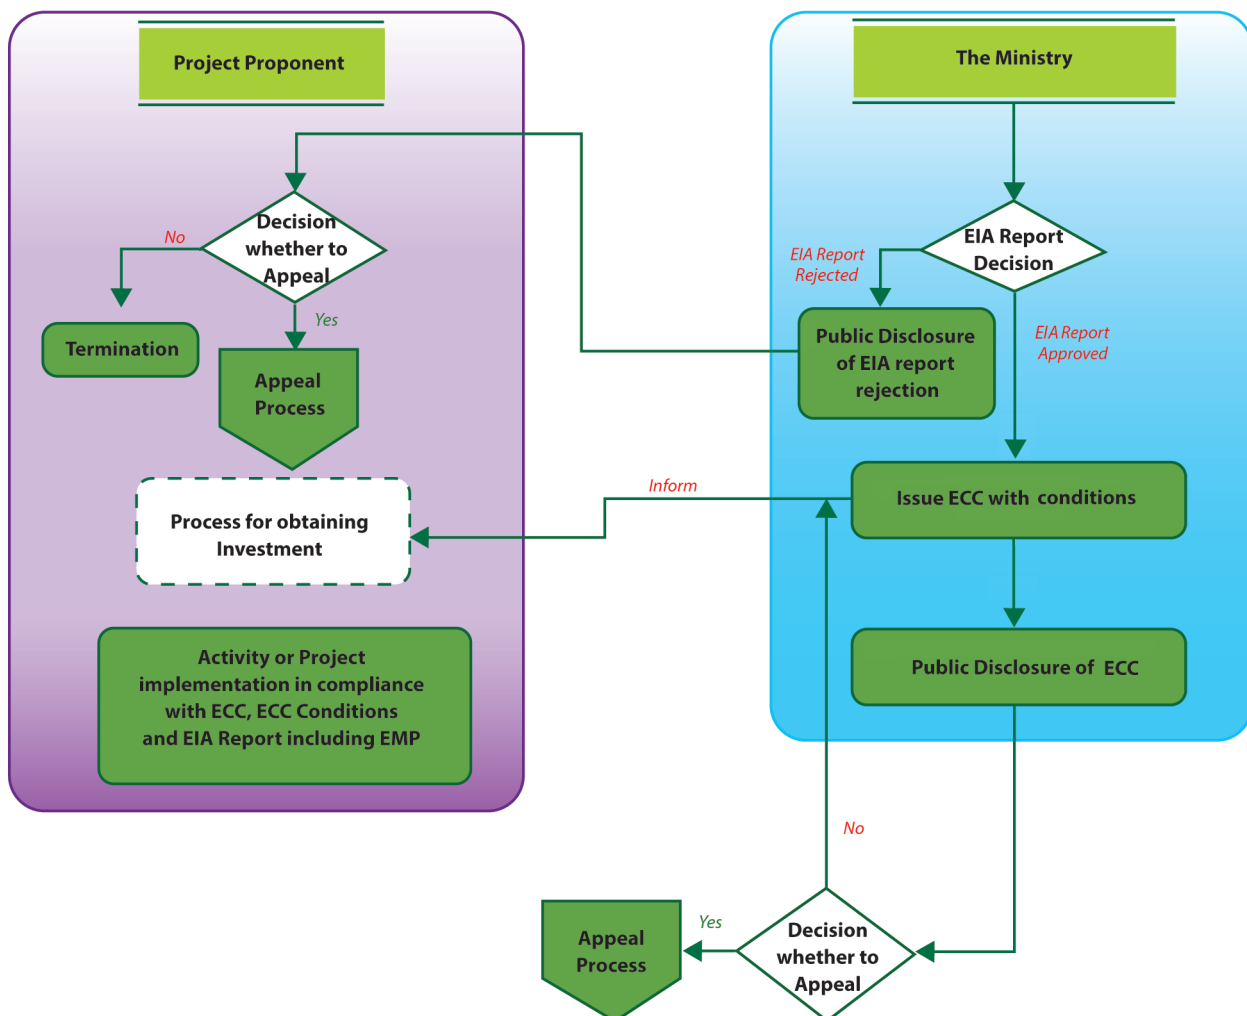 Project Proponent
The Ministry
Decision
whether to
Appeal
No
Yes
Termination
Appeal
Process
EIA Report
Decision
EIA Report
Rejected
EIA Report
Approved
Public Disclosure
of EIA report
rejection
Inform
Issue ECC with conditions
Process for obtaining
Investment
Public Disclosure of ECC
Activity or Project
implementation in compliance
with ECC, ECC Conditions
and EIA Report including EMP
No
Yes
Decision
whether to
Appeal
Appeal
Process